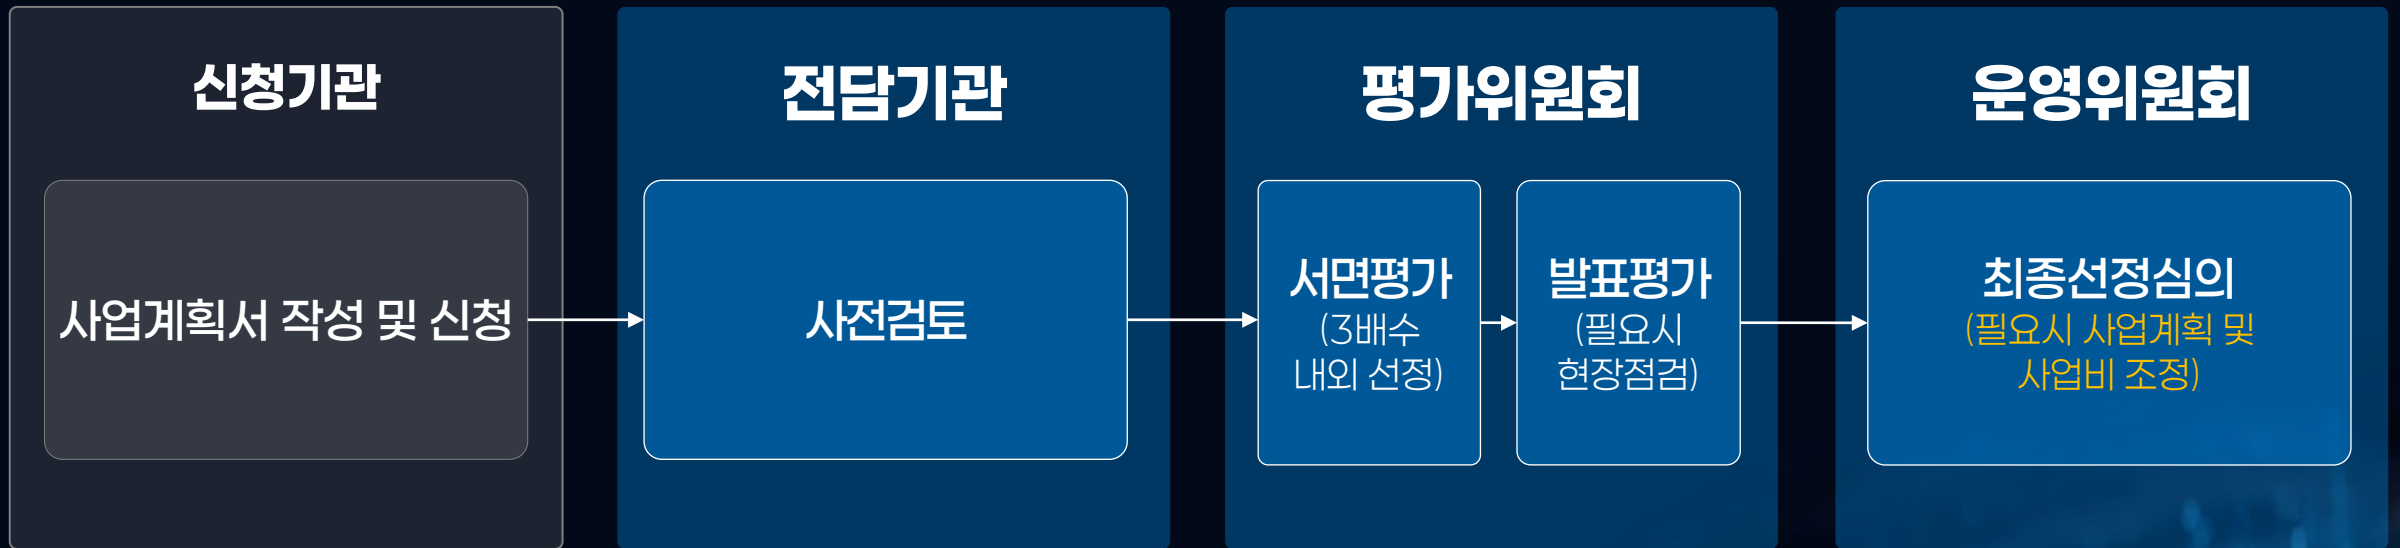 신청기관
사업계획서 작성 및 신청
전담기관
사전검토
평가위원회
서면평가
(3배수
내외 선정)
발표평가
(필요시
현장점검)
운영위원회
최종선정심의
(필요시 사업계획 및
사업비 조정)